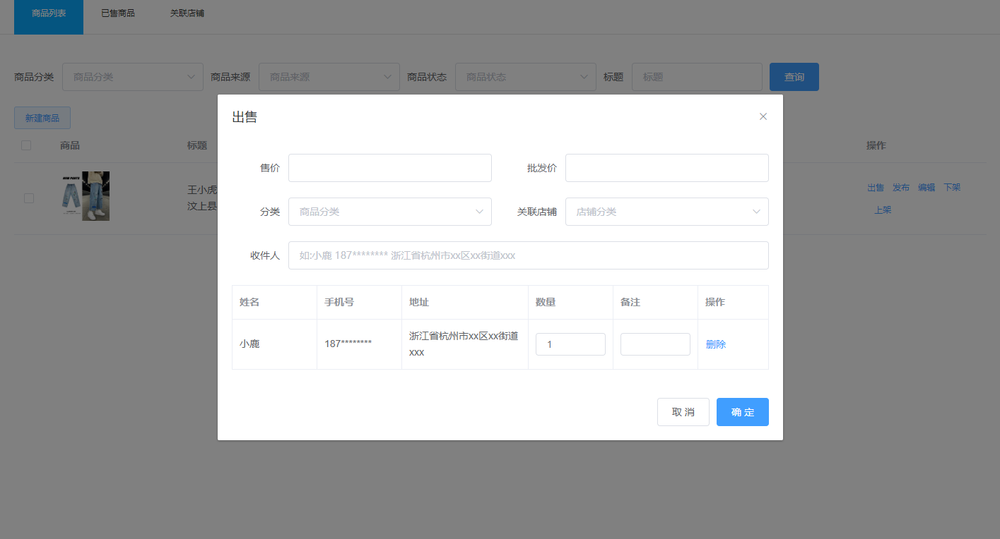 商品列表 已售商品 关联店铺
商品分类 商品分类 商品来源 商品来源 商品状态 商品状态 标题 标题 查询
新建商品
商品 标题 操作
王小虎
汶上县
出售 发布 编辑 下架
上架
出售
售价 批发价
分类 商品分类 关联店铺 店铺分类
收件人 如:小鹿 187******** 浙江省杭州市xx区xx街道xxx
姓名 手机号 地址 数量 备注 操作
小鹿 187******** 浙江省杭州市xx区xx街道
xxx
1 删除
取 消 确 定